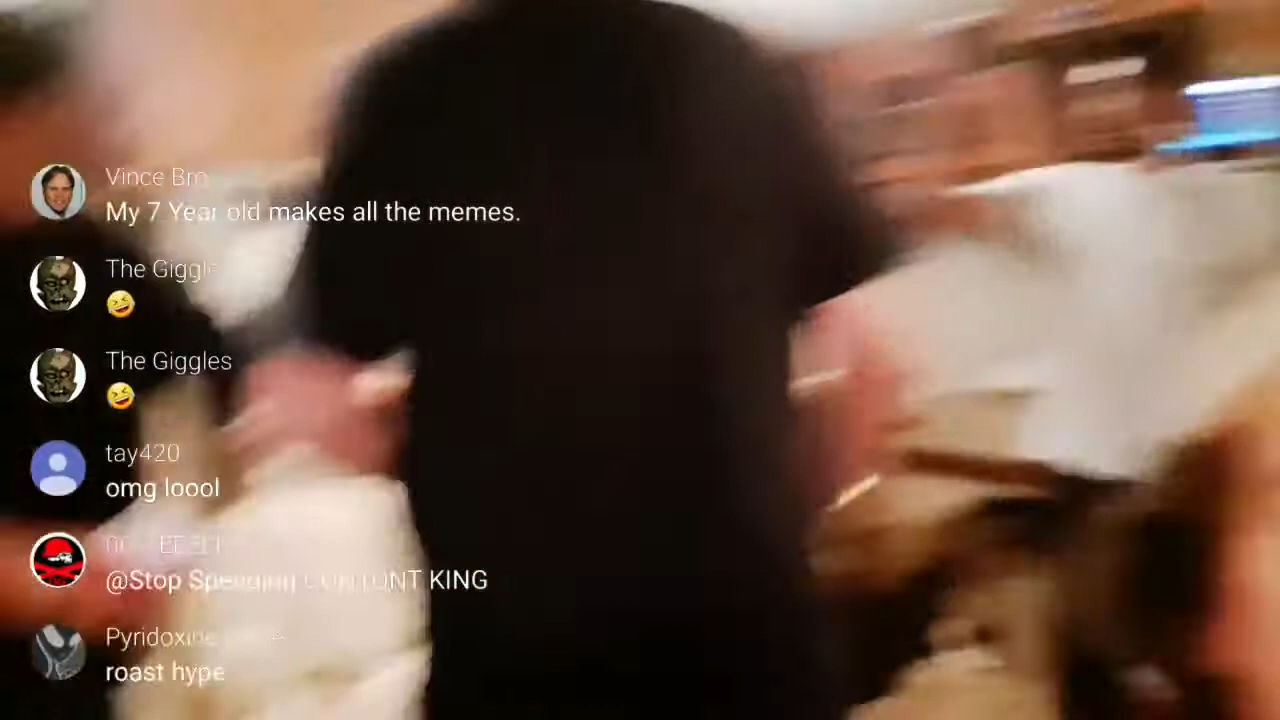 Vince Bro
My 7 Year old makes all the memes.
The Giggle
😆
The Giggles
😆
tay420
omg loool
@Stop Spending KING
Pyridoxine
roast hype